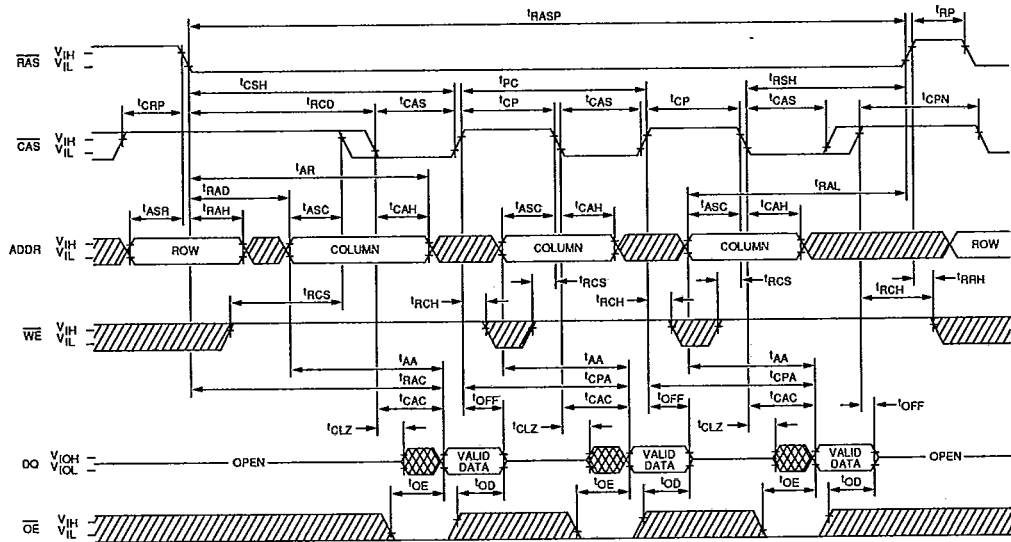 tRASP tRP
RAS VIH VIL
tCSH tPC tRSH
tCRP tRCD tCAS tCP tCAS tCP tCAS tCPN
CAS VIH VIL
tAR
tRAD tRAL
tASR tRAH tASC tCAH tASC tCAH tASC tCAH
ADDR VIH VIL ROW COLUMN COLUMN COLUMN ROW
tRCS tRCH tRCS tRCH tRCS tRCH tRRH
WE VIH VIL
tAA tAA tAA
tRAC tCPA tCPA
tCAC tOFF tCAC tOFF tCAC tOFF
tCLZ tCLZ tCLZ
DQ VIOH VIOL OPEN VALID DATA VALID DATA VALID DATA OPEN
tOE tOD tOE tOD tOE tOD
OE VIH VIL